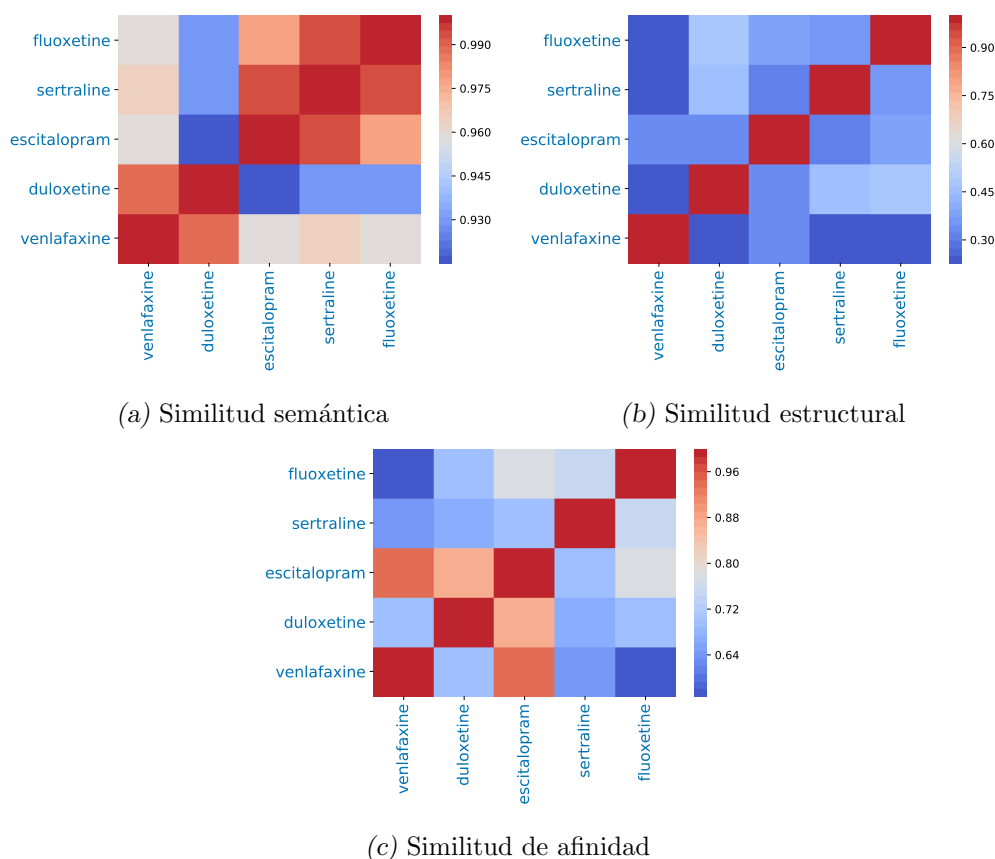 fluoxetine
sertraline
escitalopram
duloxetine
venlafaxine
venlafaxine
duloxetine
escitalopram
sertraline
fluoxetine
0.990
0.975
0.960
0.945
0.930
(a) Similitud semántica
fluoxetine
sertraline
escitalopram
duloxetine
venlafaxine
venlafaxine
duloxetine
escitalopram
sertraline
fluoxetine
0.90
0.75
0.60
0.45
0.30
(b) Similitud estructural
fluoxetine
sertraline
escitalopram
duloxetine
venlafaxine
venlafaxine
duloxetine
escitalopram
sertraline
fluoxetine
0.96
0.88
0.80
0.72
0.64
(c) Similitud de afinidad